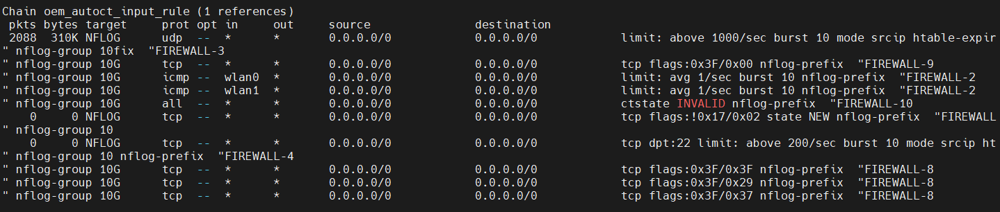 Chain oem_autoct_input_rule (1 references)
 pkts bytes target     prot opt in     out     source               destination
 2088  310K NFLOG      udp  --  *      *       0.0.0.0/0            0.0.0.0/0            limit: above 1000/sec burst 10 mode srcip htable-expir
" nflog-group 10fix  "FIREWALL-3
" nflog-group 10G      tcp  --  *      *       0.0.0.0/0            0.0.0.0/0            tcp flags:0x3F/0x00 nflog-prefix  "FIREWALL-9
" nflog-group 10G      icmp --  wlan0  *       0.0.0.0/0            0.0.0.0/0            limit: avg 1/sec burst 10 nflog-prefix  "FIREWALL-2
" nflog-group 10G      icmp --  wlan1  *       0.0.0.0/0            0.0.0.0/0            limit: avg 1/sec burst 10 nflog-prefix  "FIREWALL-2
" nflog-group 10G      all  --  *      *       0.0.0.0/0            0.0.0.0/0            ctstate INVALID nflog-prefix  "FIREWALL-10
    0     0 NFLOG      tcp  --  *      *       0.0.0.0/0            0.0.0.0/0            tcp flags:!0x17/0x02 state NEW nflog-prefix  "FIREWALL
" nflog-group 10
    0     0 NFLOG      tcp  --  *      *       0.0.0.0/0            0.0.0.0/0            tcp dpt:22 limit: above 200/sec burst 10 mode srcip ht
" nflog-group 10 nflog-prefix  "FIREWALL-4
" nflog-group 10G      tcp  --  *      *       0.0.0.0/0            0.0.0.0/0            tcp flags:0x3F/0x3F nflog-prefix  "FIREWALL-8
" nflog-group 10G      tcp  --  *      *       0.0.0.0/0            0.0.0.0/0            tcp flags:0x3F/0x29 nflog-prefix  "FIREWALL-8
" nflog-group 10G      tcp  --  *      *       0.0.0.0/0            0.0.0.0/0            tcp flags:0x3F/0x37 nflog-prefix  "FIREWALL-8